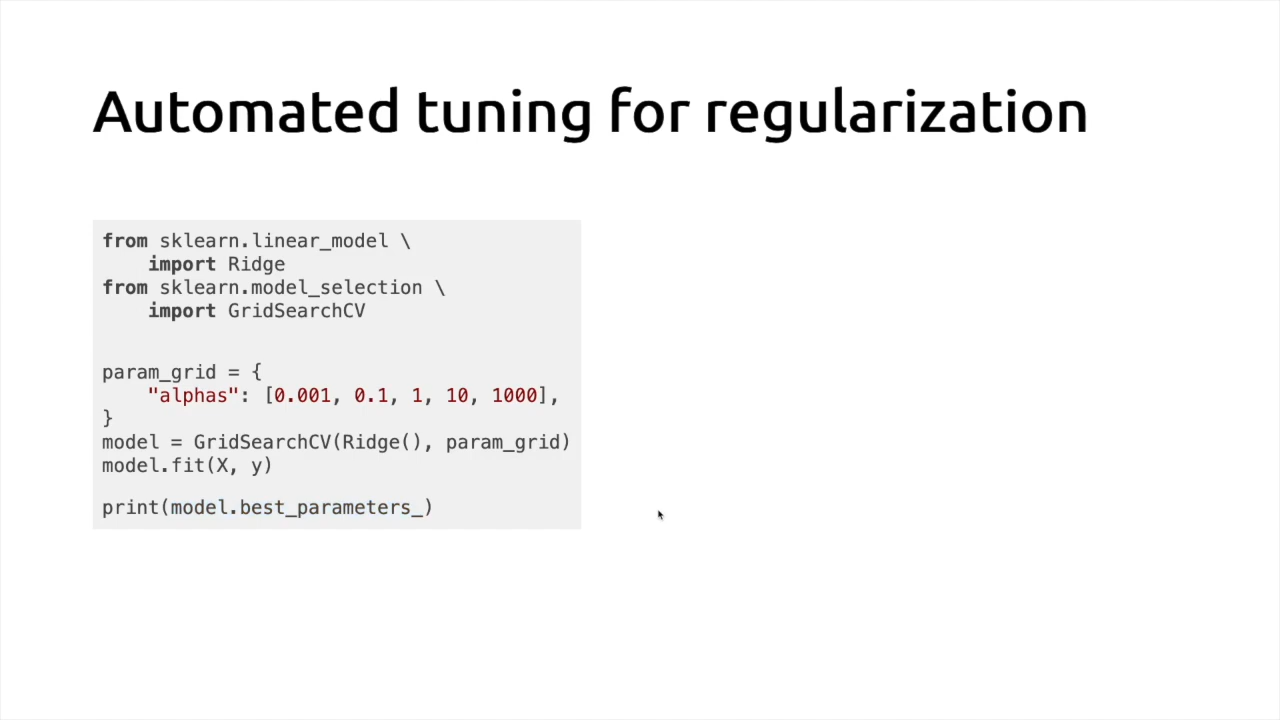 Automated tuning for regularization
from sklearn.linear_model \
    import Ridge
from sklearn.model_selection \
    import GridSearchCV
param_grid = {
    "alphas": [0.001, 0.1, 1, 10, 1000],
}
model = GridSearchCV(Ridge(), param_grid)
model.fit(X, y)
print(model.best_parameters_)